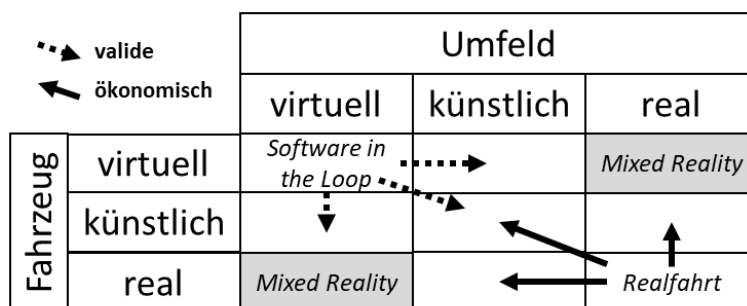 valide
ökonomisch
Umfeld
virtuell künstlich real
Fahrzeug
virtuell
Software in
the Loop
Mixed Reality
künstlich
real
Mixed Reality
Realfahrt